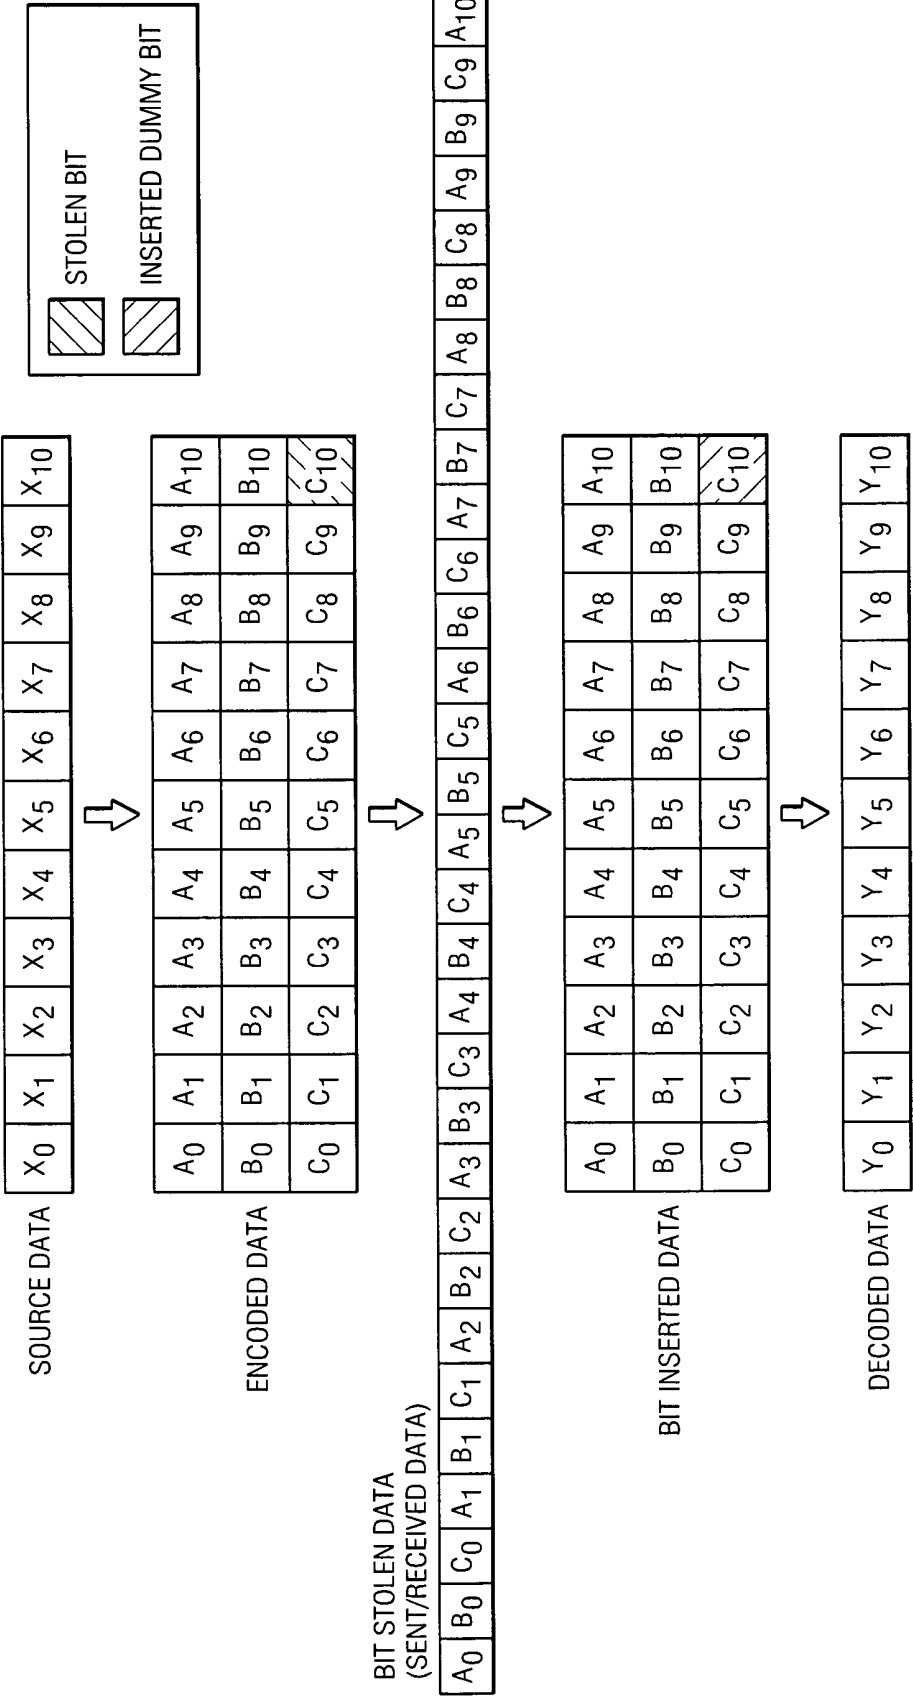 STOLEN BIT
INSERTED DUMMY BIT
SOURCE DATA
X0 X1 X2 X3 X4 X5 X6 X7 X8 X9 X10
ENCODED DATA
A0 A1 A2 A3 A4 A5 A6 A7 A8 A9 A10
B0 B1 B2 B3 B4 B5 B6 B7 B8 B9 B10
C0 C1 C2 C3 C4 C5 C6 C7 C8 C9 C10
BIT STOLEN DATA
(SENT/RECEIVED DATA)
A0 B0 C0 A1 B1 C1 A2 B2 C2 A3 B3 C3 A4 B4 C4 A5 B5 C5 A6 B6 C6 A7 B7 C7 A8 B8 C8 A9 B9 C9 A10
BIT INSERTED DATA
A0 A1 A2 A3 A4 A5 A6 A7 A8 A9 A10
B0 B1 B2 B3 B4 B5 B6 B7 B8 B9 B10
C0 C1 C2 C3 C4 C5 C6 C7 C8 C9 C10
DECODED DATA
Y0 Y1 Y2 Y3 Y4 Y5 Y6 Y7 Y8 Y9 Y10